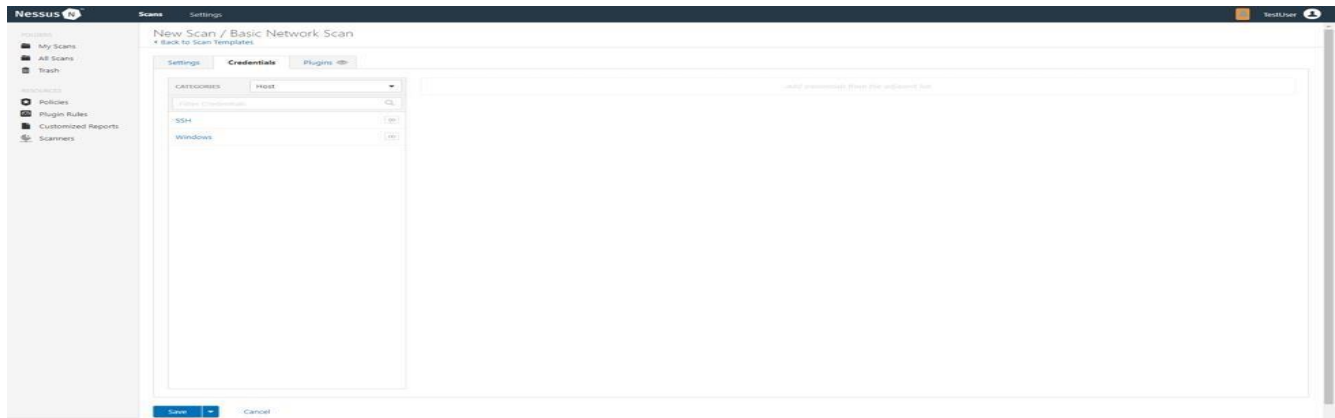 Nessus N
Scans Settings
TestUser
FOLDERS
My Scans
All Scans
Trash
RESOURCES
Policies
Plugin Rules
Customized Reports
Scanners
New Scan / Basic Network Scan
Back to Scan Templates
Settings Credentials Plugins
CATEGORIES Host
Filter Credentials
SSH
Windows
Add credentials from the adjacent list
Save Cancel